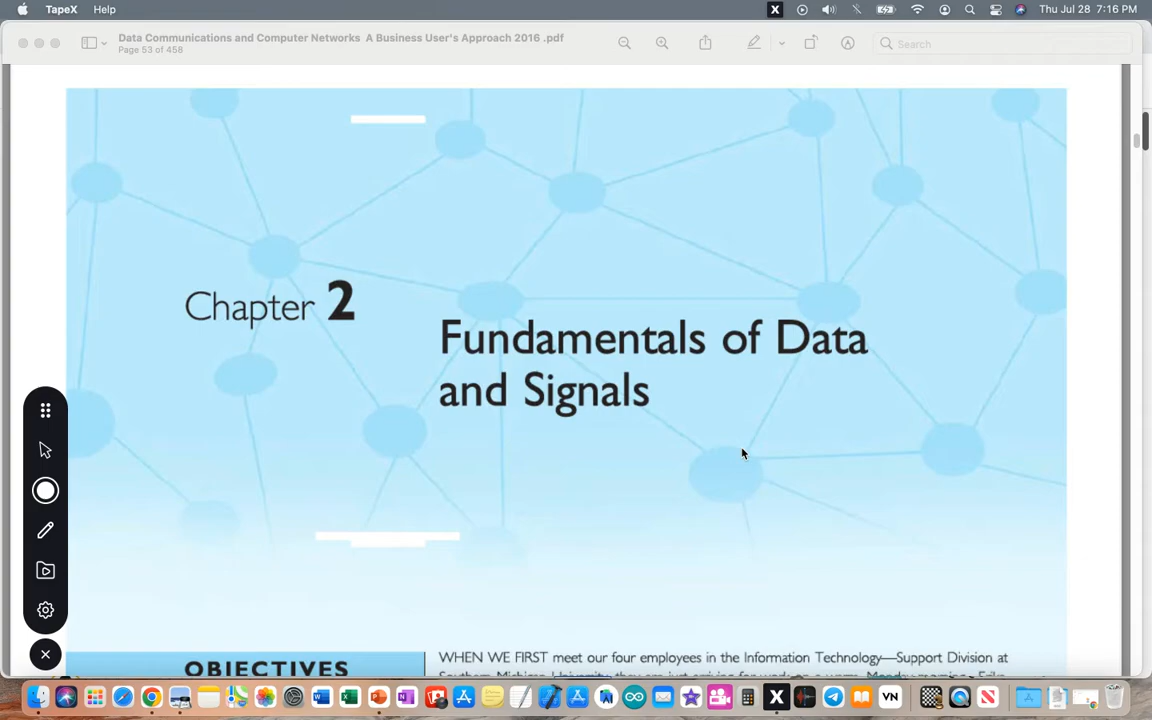 TapeX Help
Thu Jul 28 7:16 PM
Data Communications and Computer Networks A Business User's Approach 2016 .pdf
Page 53 of 458
Search
Chapter 2
Fundamentals of Data
and Signals
OBJECTIVES
WHEN WE FIRST meet our four employees in the Information Technology—Support Division at